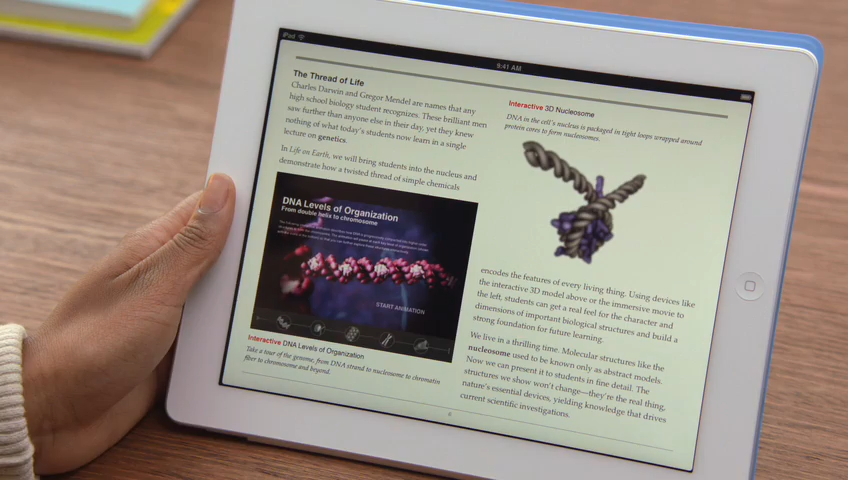 iPad
9:41 AM
The Thread of Life
Charles Darwin and Gregor Mendel are names that any
high school biology student recognizes. These brilliant men
saw further than anyone else in their day, yet they knew
nothing of what today's students now learn in a single
lecture on genetics.
In Life on Earth, we will bring students into the nucleus and
demonstrate how a twisted thread of simple chemicals
DNA Levels of Organization
From double helix to chromosome
START ANIMATION
Interactive DNA Levels of Organization
Take a tour of the genome, from DNA strand to nucleosome to chromatin
fiber to chromosome and beyond.
Interactive 3D Nucleosome
DNA in the cell's nucleus is packaged in tight loops wrapped around
protein cores to form nucleosomes.
encodes the features of every living thing. Using devices like
the interactive 3D model above or the immersive movie to
the left, students can get a real feel for the character and
dimensions of important biological structures and build a
strong foundation for future learning.
We live in a thrilling time. Molecular structures like the
nucleosome used to be known only as abstract models.
Now we can present it to students in fine detail. The
structures we show won't change—they're the real thing,
nature's essential devices, yielding knowledge that drives
current scientific investigations.